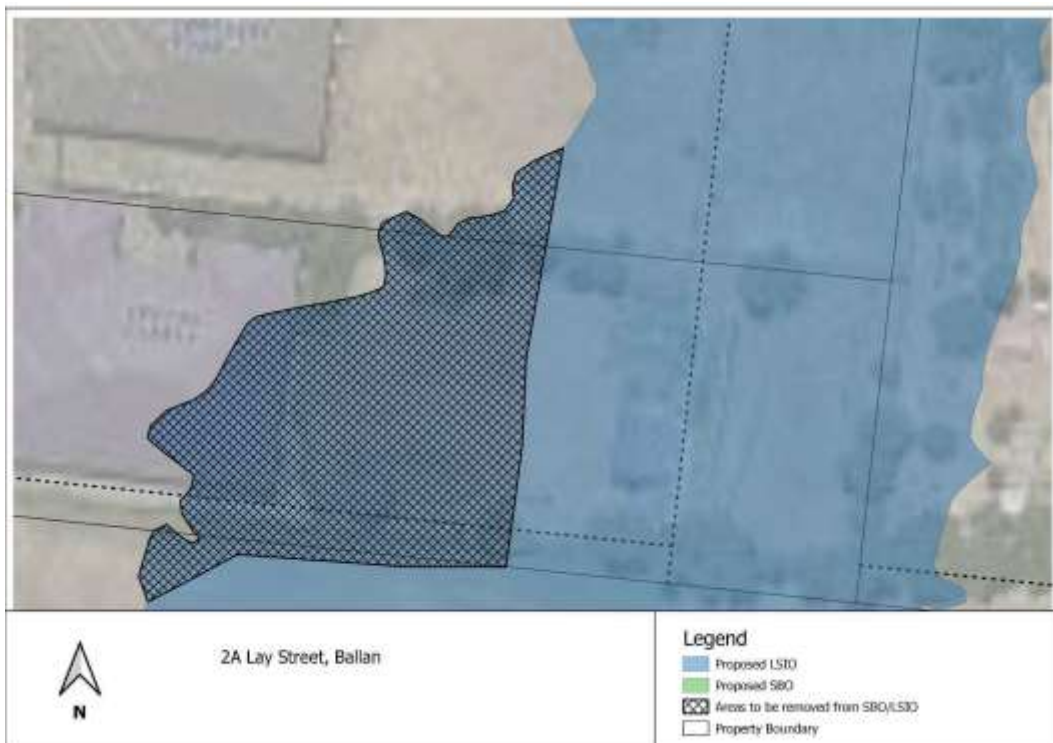 2A Lay Street, Ballan
N
Legend
Proposed LSIO
Proposed SBO
Areas to be removed from SBO/LSIO
Property Boundary